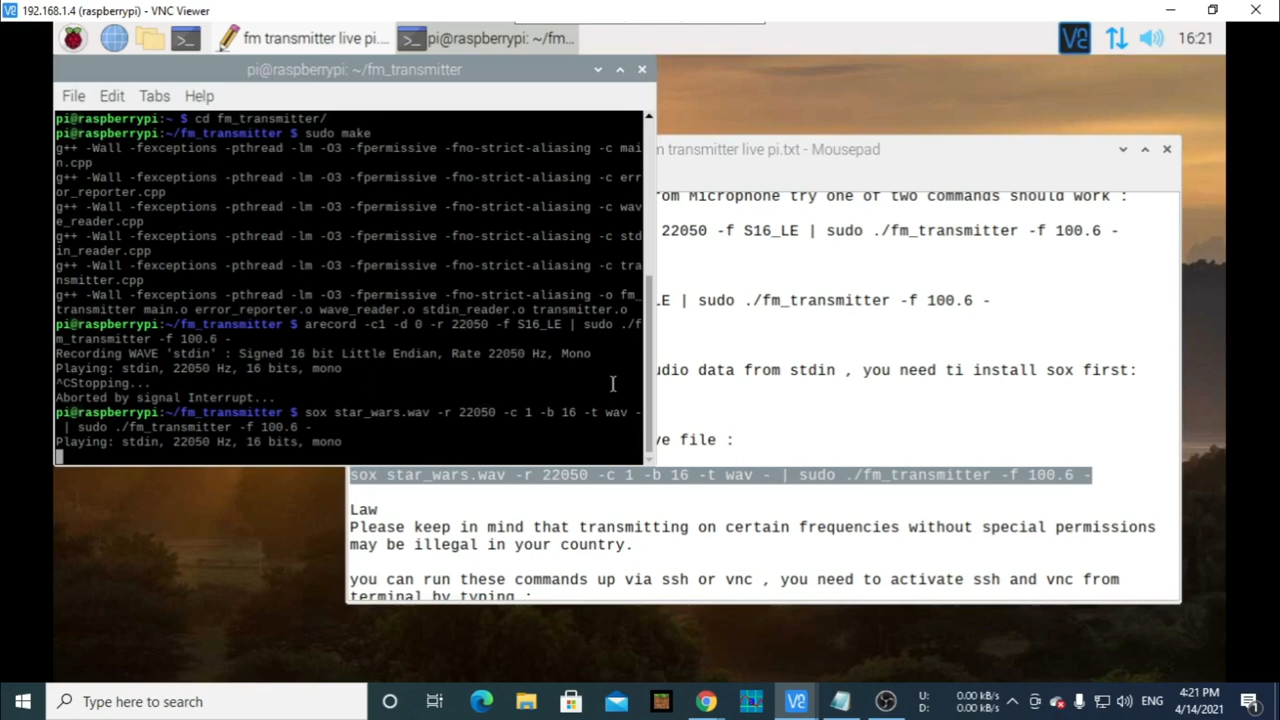 192.168.1.4 (raspberrypi) - VNC Viewer
fm transmitter live pi....
pi@raspberrypi: ~/fm...
16:21
pi@raspberrypi: ~/fm_transmitter
File Edit Tabs Help
pi@raspberrypi:~ $ cd fm_transmitter/
pi@raspberrypi:~/fm_transmitter $ sudo make
g++ -Wall -fexceptions -pthread -lm -O3 -fpermissive -fno-strict-aliasing -c mai
n.cpp
g++ -Wall -fexceptions -pthread -lm -O3 -fpermissive -fno-strict-aliasing -c err
or_reporter.cpp
g++ -Wall -fexceptions -pthread -lm -O3 -fpermissive -fno-strict-aliasing -c wav
e_reader.cpp
g++ -Wall -fexceptions -pthread -lm -O3 -fpermissive -fno-strict-aliasing -c std
in_reader.cpp
g++ -Wall -fexceptions -pthread -lm -O3 -fpermissive -fno-strict-aliasing -c tra
nsmitter.cpp
g++ -Wall -fexceptions -pthread -lm -O3 -fpermissive -fno-strict-aliasing -o fm_
transmitter main.o error_reporter.o wave_reader.o stdin_reader.o transmitter.o
pi@raspberrypi:~/fm_transmitter $ arecord -c1 -d 0 -r 22050 -f S16_LE | sudo ./f
m_transmitter -f 100.6 -
Recording WAVE 'stdin' : Signed 16 bit Little Endian, Rate 22050 Hz, Mono
Playing: stdin, 22050 Hz, 16 bits, mono
^CStopping...
Aborted by signal Interrupt...
pi@raspberrypi:~/fm_transmitter $ sox star_wars.wav -r 22050 -c 1 -b 16 -t wav -
| sudo ./fm_transmitter -f 100.6 -
Playing: stdin, 22050 Hz, 16 bits, mono
m transmitter live pi.txt - Mousepad
om Microphone try one of two commands should work :
22050 -f S16_LE | sudo ./fm_transmitter -f 100.6 -
LE | sudo ./fm_transmitter -f 100.6 -
udio data from stdin , you need ti install sox first:
ve file :
sox star_wars.wav -r 22050 -c 1 -b 16 -t wav - | sudo ./fm_transmitter -f 100.6 -
Law
Please keep in mind that transmitting on certain frequencies without special permissions
may be illegal in your country.
you can run these commands up via ssh or vnc , you need to activate ssh and vnc from
terminal by typing :
Type here to search
U: 0.00 kB/s
D: 0.00 kB/s
ENG
4:21 PM
4/14/2021